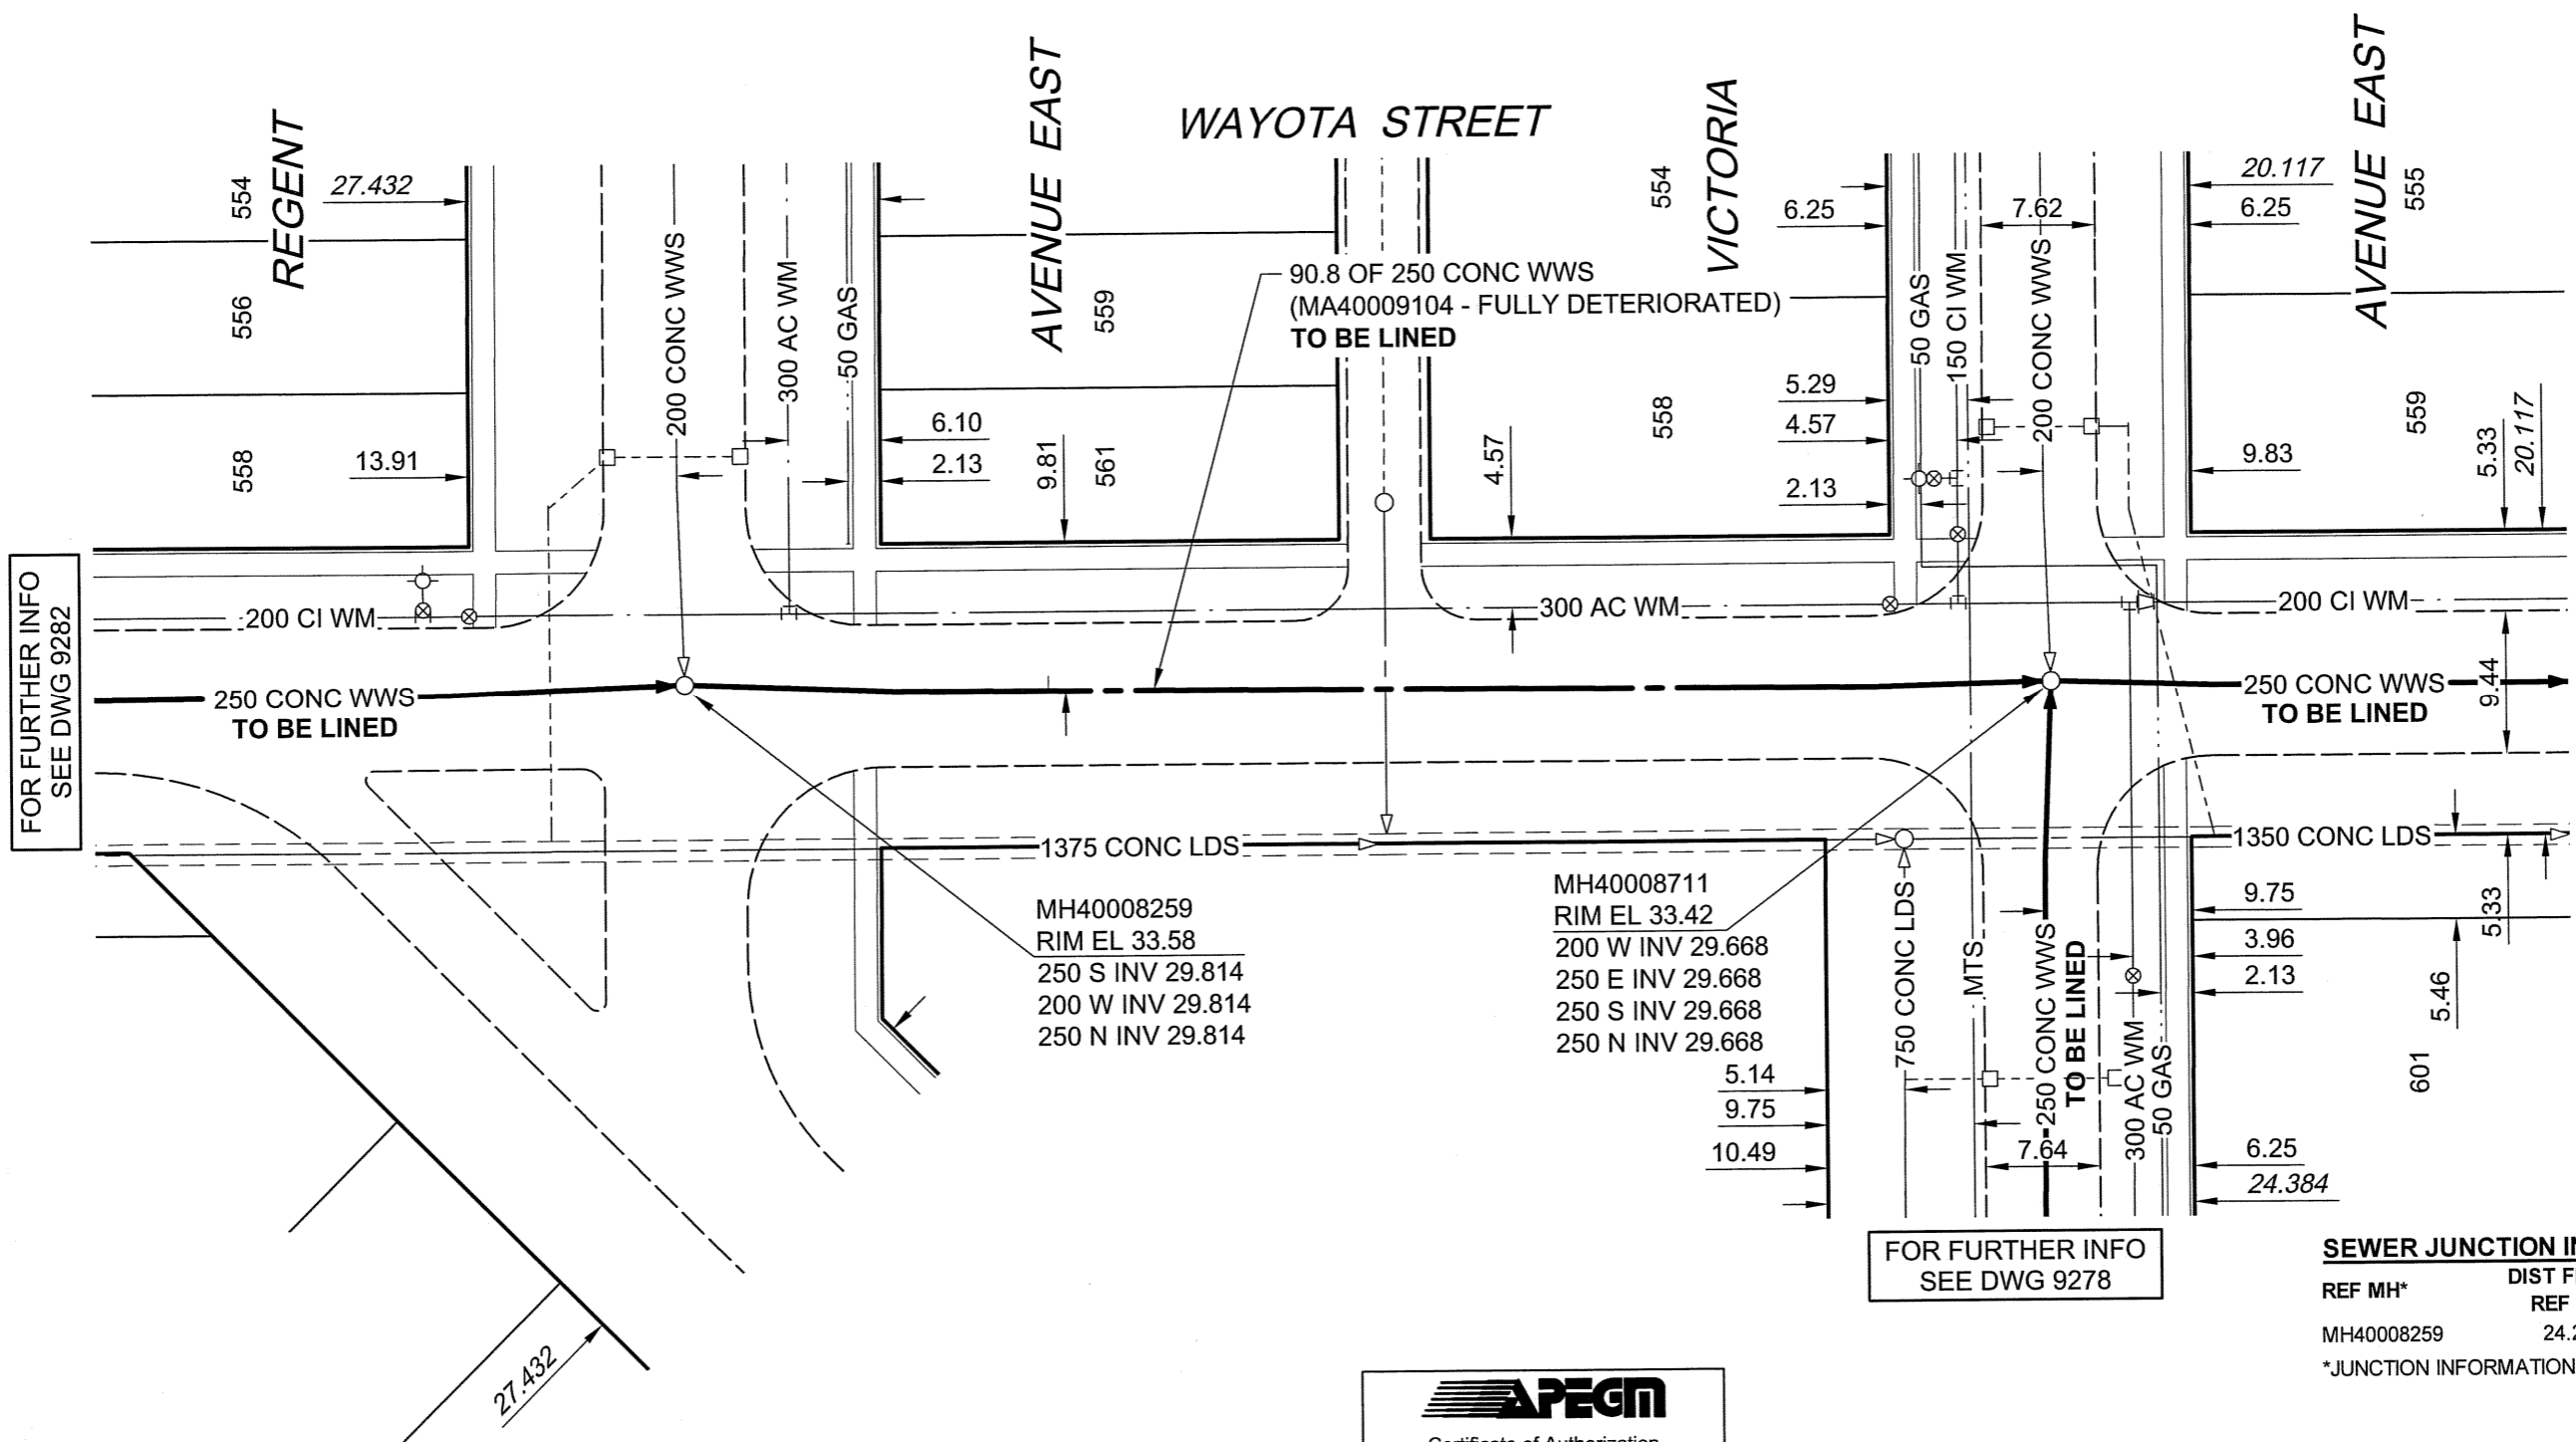 REGENT
AVENUE EAST
WAYOTA STREET
VICTORIA
AVENUE EAST
554
27.432
556
558
13.91
200 CONC WWS
300 AC WM
50 GAS
559
561
6.10
2.13
9.81
90.8 OF 250 CONC WWS
(MA40009104 - FULLY DETERIORATED)
TO BE LINED
4.57
554
558
6.25
5.29
4.57
2.13
50 GAS
150 CI WM
7.62
200 CONC WWS
20.117
6.25
555
559
9.83
5.33
20.117
FOR FURTHER INFO
SEE DWG 9282
200 CI WM
300 AC WM
200 CI WM
250 CONC WWS
TO BE LINED
250 CONC WWS
TO BE LINED
9.44
1375 CONC LDS
1350 CONC LDS
MH40008259
RIM EL 33.58
250 S INV 29.814
200 W INV 29.814
250 N INV 29.814
MH40008711
RIM EL 33.42
200 W INV 29.668
250 E INV 29.668
250 S INV 29.668
250 N INV 29.668
5.14
9.75
10.49
750 CONC LDS
MTS
250 CONC WWS
TO BE LINED
7.64
300 AC WM
50 GAS
9.75
3.96
2.13
5.33
5.46
601
6.25
24.384
27.432
FOR FURTHER INFO
SEE DWG 9278
SEWER JUNCTION
REF MH*
DIST
REF
MH40008259
24.2
*JUNCTION INFORMATION
APEGM
Certificate of Authorization